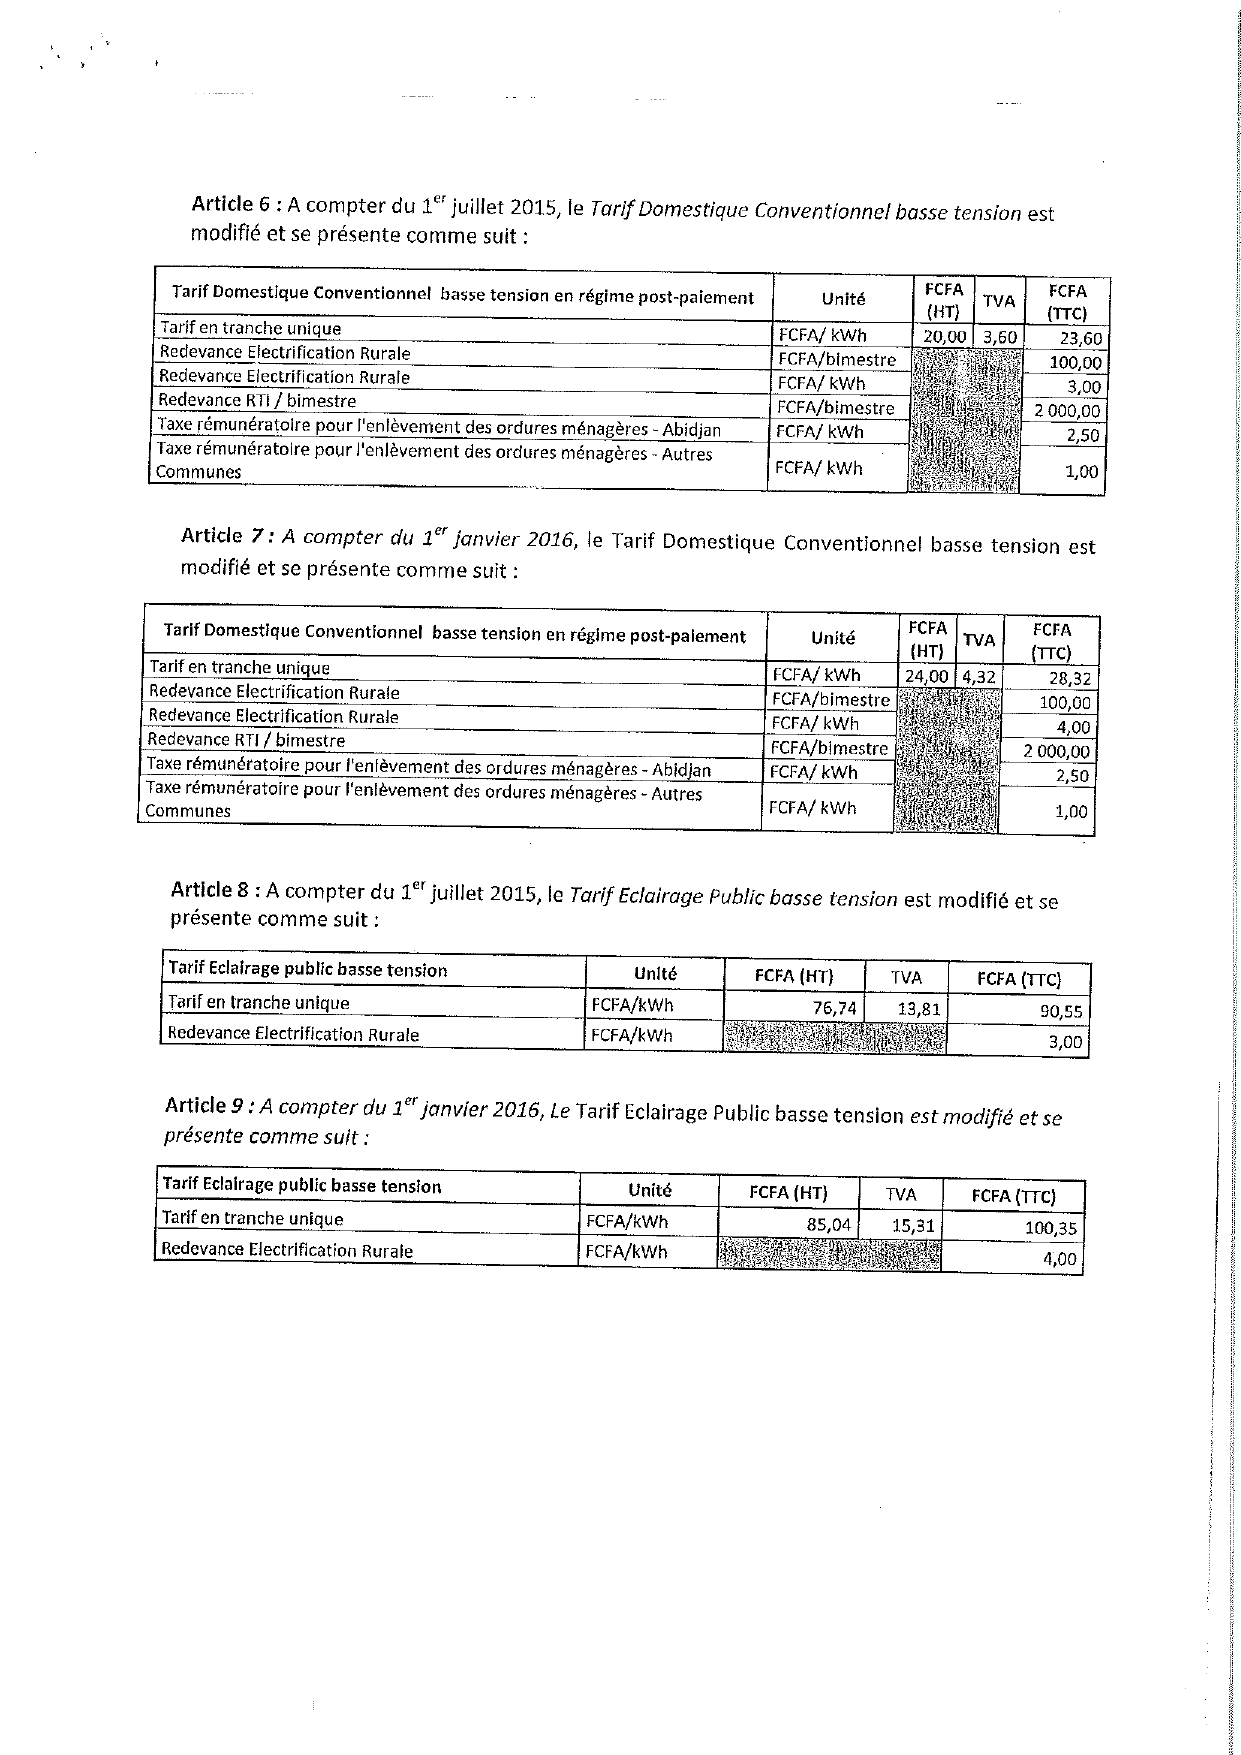 Article 6 : A compter du 1er juillet 2015, le Tarif Domestique Conventionnel basse tension est
modifié et se présente comme suit :
Tarif Domestique Conventionnel basse tension en régime post-paiement Unité FCFA (HT) TVA FCFA (TTC)
Tarif en tranche unique FCFA/ kWh 20,00 3,60 23,60
Redevance Electrification Rurale FCFA/bimestre 100,00
Redevance Electrification Rurale FCFA/ kWh 3,00
Redevance RTI / bimestre FCFA/bimestre 2 000,00
Taxe rémunératoire pour l'enlèvement des ordures ménagères - Abidjan FCFA/ kWh 2,50
Taxe rémunératoire pour l'enlèvement des ordures ménagères - Autres
Communes FCFA/ kWh 1,00
Article 7 : A compter du 1er janvier 2016, le Tarif Domestique Conventionnel basse tension est
modifié et se présente comme suit :
Tarif Domestique Conventionnel basse tension en régime post-paiement Unité FCFA (HT) TVA FCFA (TTC)
Tarif en tranche unique FCFA/ kWh 24,00 4,32 28,32
Redevance Electrification Rurale FCFA/bimestre 100,00
Redevance Electrification Rurale FCFA/ kWh 4,00
Redevance RTI / bimestre FCFA/bimestre 2 000,00
Taxe rémunératoire pour l'enlèvement des ordures ménagères - Abidjan FCFA/ kWh 2,50
Taxe rémunératoire pour l'enlèvement des ordures ménagères - Autres
Communes FCFA/ kWh 1,00
Article 8 : A compter du 1er juillet 2015, le Tarif Eclairage Public basse tension est modifié et se
présente comme suit :
Tarif Eclairage public basse tension Unité FCFA (HT) TVA FCFA (TTC)
Tarif en tranche unique FCFA/kWh 76,74 13,81 90,55
Redevance Electrification Rurale FCFA/kWh 3,00
Article 9 : A compter du 1er janvier 2016, Le Tarif Eclairage Public basse tension est modifié et se
présente comme suit :
Tarif Eclairage public basse tension Unité FCFA (HT) TVA FCFA (TTC)
Tarif en tranche unique FCFA/kWh 85,04 15,31 100,35
Redevance Electrification Rurale FCFA/kWh 4,00